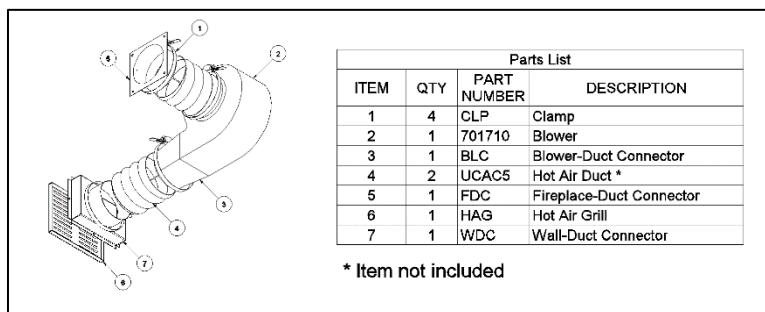 1
2
5
3
4
7
6
Parts List
ITEM QTY PART NUMBER DESCRIPTION
1 4 CLP Clamp
2 1 701710 Blower
3 1 BLC Blower-Duct Connector
4 2 UCAC5 Hot Air Duct *
5 1 FDC Fireplace-Duct Connector
6 1 HAG Hot Air Grill
7 1 WDC Wall-Duct Connector
* Item not included